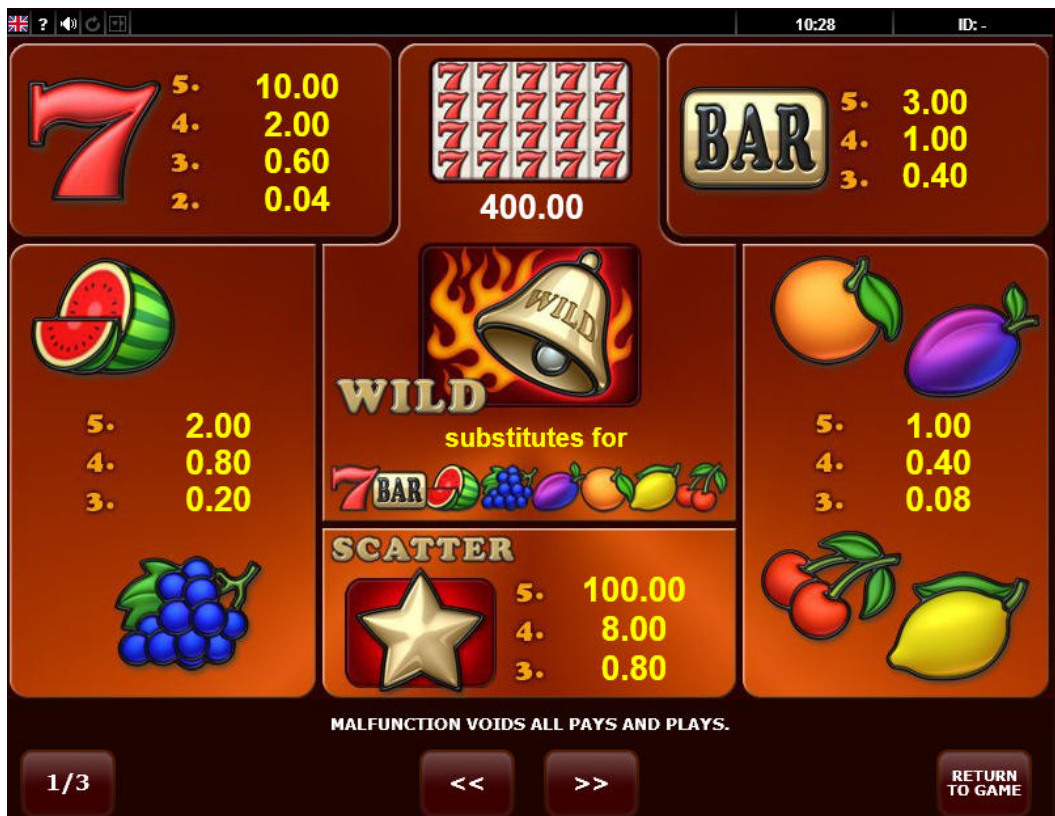 ? 10:28 ID: -
5. 10.00
4. 2.00
3. 0.60
2. 0.04
400.00
BAR
5. 3.00
4. 1.00
3. 0.40
5. 2.00
4. 0.80
3. 0.20
WILD
WILD
substitutes for
7 BAR
SCATTER
5. 100.00
4. 8.00
3. 0.80
5. 1.00
4. 0.40
3. 0.08
MALFUNCTION VOIDS ALL PAYS AND PLAYS.
1/3
<<
>>
RETURN
TO GAME